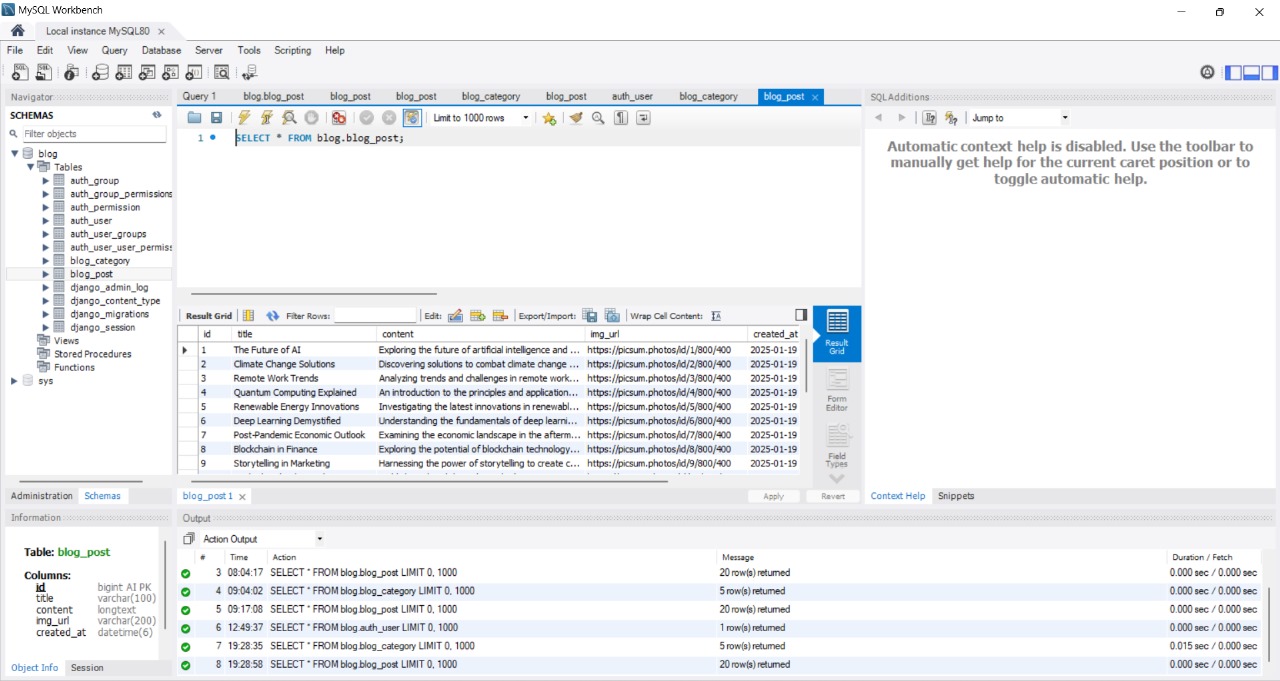 MySQL Workbench
Local instance MySQL80
File Edit View Query Database Server Tools Scripting Help
Navigator
SCHEMAS
Filter objects
blog
Tables
auth_group
auth_group_permissions
auth_permission
auth_user
auth_user_groups
auth_user_user_permis
blog_category
blog_post
django_admin_log
django_content_type
django_migrations
django_session
Views
Stored Procedures
Functions
sys
Administration Schemas
Information
Table: blog_post
Columns:
id bigint AI PK
title varchar(100)
content longtext
img_url varchar(200)
created_at datetime(6)
Object Info Session
Query 1 blog.blog_post blog_post blog_post blog_category blog_post auth_user blog_category blog_post
Limit to 1000 rows
1 SELECT * FROM blog.blog_post;
Result Grid Filter Rows: Edit: Export/Import: Wrap Cell Content:
id title content img_url created_at
1 The Future of AI Exploring the future of artificial intelligence and ... https://picsum.photos/id/1/800/400 2025-01-19
2 Climate Change Solutions Discovering solutions to combat climate change ... https://picsum.photos/id/2/800/400 2025-01-19
3 Remote Work Trends Analyzing trends and challenges in remote work... https://picsum.photos/id/3/800/400 2025-01-19
4 Quantum Computing Explained An introduction to the principles and application... https://picsum.photos/id/4/800/400 2025-01-19
5 Renewable Energy Innovations Investigating the latest innovations in renewabl... https://picsum.photos/id/5/800/400 2025-01-19
6 Deep Learning Demystified Understanding the fundamentals of deep learni... https://picsum.photos/id/6/800/400 2025-01-19
7 Post-Pandemic Economic Outlook Examining the economic landscape in the afterm... https://picsum.photos/id/7/800/400 2025-01-19
8 Blockchain in Finance Exploring the potential of blockchain technology... https://picsum.photos/id/8/800/400 2025-01-19
9 Storytelling in Marketing Harnessing the power of storytelling to create c... https://picsum.photos/id/9/800/400 2025-01-19
Result
Grid
Form
Editor
Field
Types
blog_post 1
Apply Revert
SQLAdditions
Jump to
Automatic context help is disabled. Use the toolbar to
manually get help for the current caret position or to
toggle automatic help.
Context Help Snippets
Output
Action Output
# Time Action Message Duration / Fetch
3 08:04:17 SELECT * FROM blog.blog_post LIMIT 0, 1000 20 row(s) returned 0.000 sec / 0.000 sec
4 09:04:02 SELECT * FROM blog.blog_category LIMIT 0, 1000 5 row(s) returned 0.000 sec / 0.000 sec
5 09:17:08 SELECT * FROM blog.blog_post LIMIT 0, 1000 20 row(s) returned 0.000 sec / 0.000 sec
6 12:49:37 SELECT * FROM blog.auth_user LIMIT 0, 1000 1 row(s) returned 0.000 sec / 0.000 sec
7 19:28:35 SELECT * FROM blog.blog_category LIMIT 0, 1000 5 row(s) returned 0.015 sec / 0.000 sec
8 19:28:58 SELECT * FROM blog.blog_post LIMIT 0, 1000 20 row(s) returned 0.000 sec / 0.000 sec